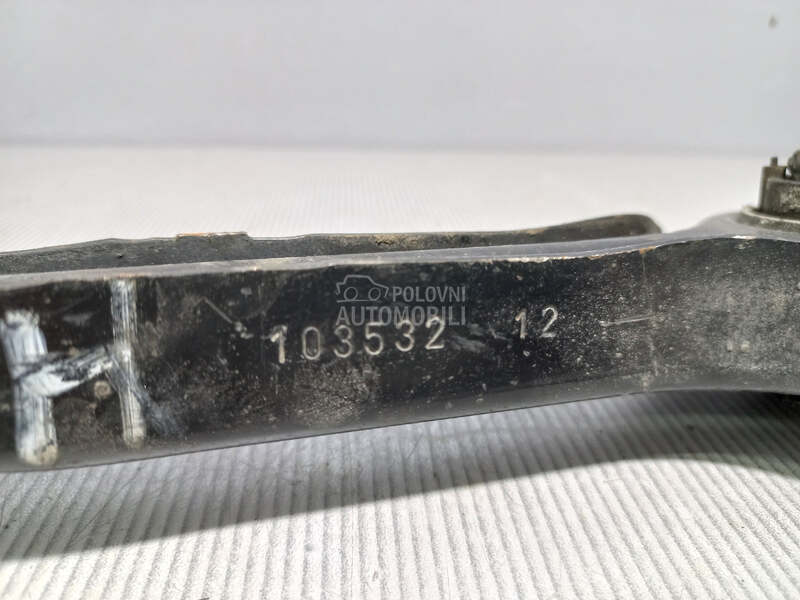 POLOVNI
AUTOMOBILI
103532 12
H